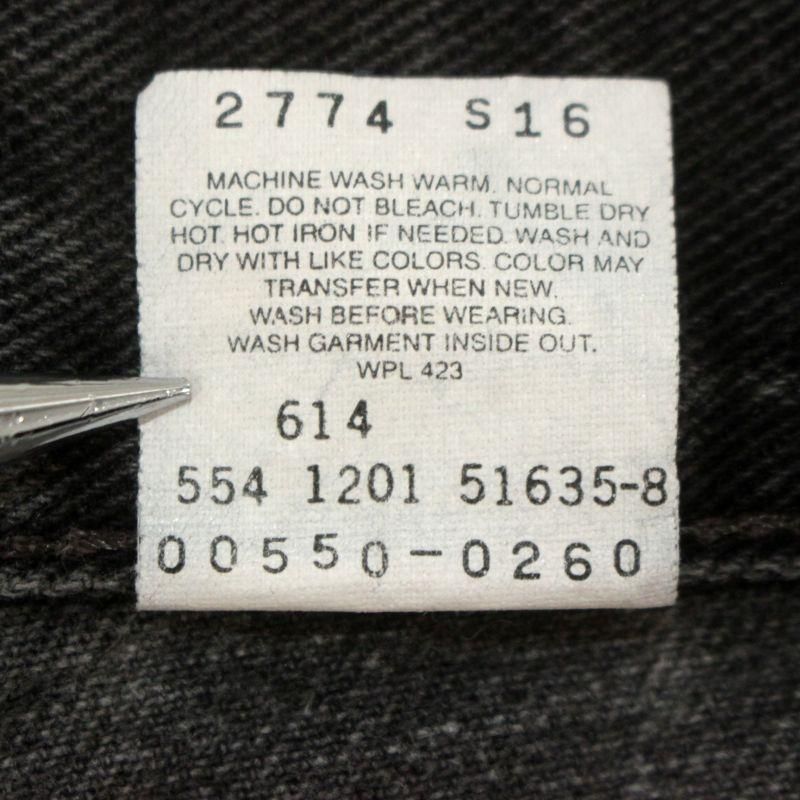 2774 S16
MACHINE WASH WARM. NORMAL
CYCLE. DO NOT BLEACH. TUMBLE DRY
HOT. HOT IRON IF NEEDED. WASH AND
DRY WITH LIKE COLORS. COLOR MAY
TRANSFER WHEN NEW.
WASH BEFORE WEARING.
WASH GARMENT INSIDE OUT.
WPL 423
614
554 1201 51635-8
00550-0260